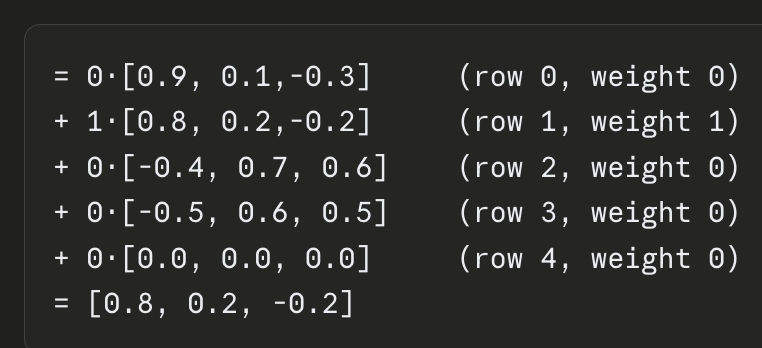 = 0·[0.9, 0.1,-0.3]     (row 0, weight 0)
+ 1·[0.8, 0.2,-0.2]     (row 1, weight 1)
+ 0·[-0.4, 0.7, 0.6]    (row 2, weight 0)
+ 0·[-0.5, 0.6, 0.5]    (row 3, weight 0)
+ 0·[0.0, 0.0, 0.0]     (row 4, weight 0)
= [0.8, 0.2, -0.2]